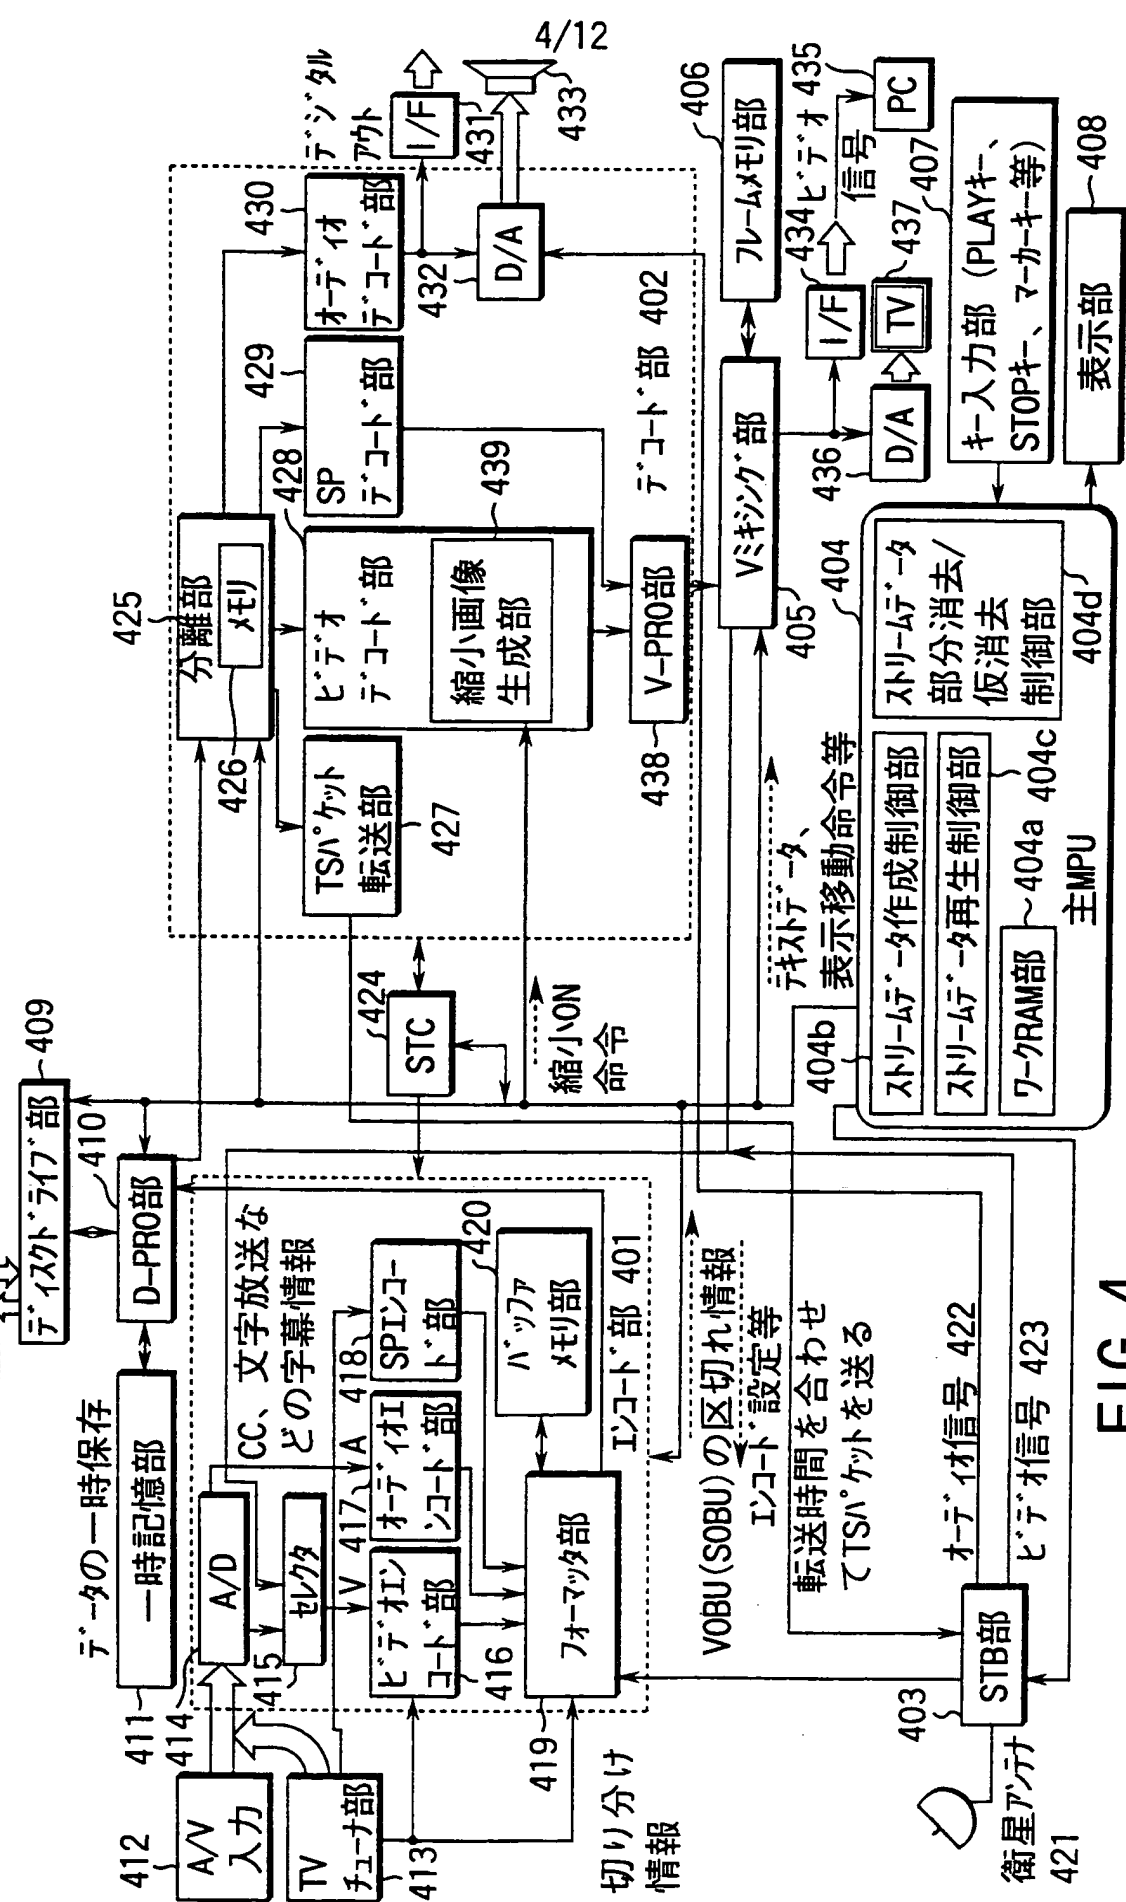 4/12
ディスクドライブ部
409
データの一時保存
一時記憶部
411
D-PRO部
410
A/V
入力
412
TV
チューナ部
413
A/D
414
セレクタ
415
CC、文字放送な
どの字幕情報
V
A
ビデオエン
コード部
416
オーディオエ
ンコード部
417
SPエンコー
ド部
418
フォーマッタ部
419
バッファ
メモリ部
420
エンコード部 401
切り分け
情報
STC
424
分離部
425
メモリ
426
TSパケット
転送部
427
ビデオ
デコード部
428
縮小画像
生成部
439
SP
デコード部
429
オーディオ
デコード部
430
デジタル
アウト
I/F
431
D/A
432
433
V-PRO部
438
デコード部 402
縮小ON
命令
Vミキシング部
405
フレームメモリ部
406
I/F
434
ビデオ
信号
PC
435
D/A
436
TV
437
キー入力部(PLAYキー、
STOPキー、マーカーキー等)
407
表示部
408
テキストデータ、
表示移動命令等
404
ストリームデータ作成制御部
404b
ストリームデータ再生制御部
404c
ワークRAM部
404a
ストリームデータ
部分消去/
仮消去
制御部
404d
主MPU
VOBU(SOBU)の区切れ情報
エンコード設定等
転送時間を合わせ
てTSパケットを送る
オーディオ信号 422
ビデオ信号 423
STB部
403
衛星アンテナ
421
FIG. 4